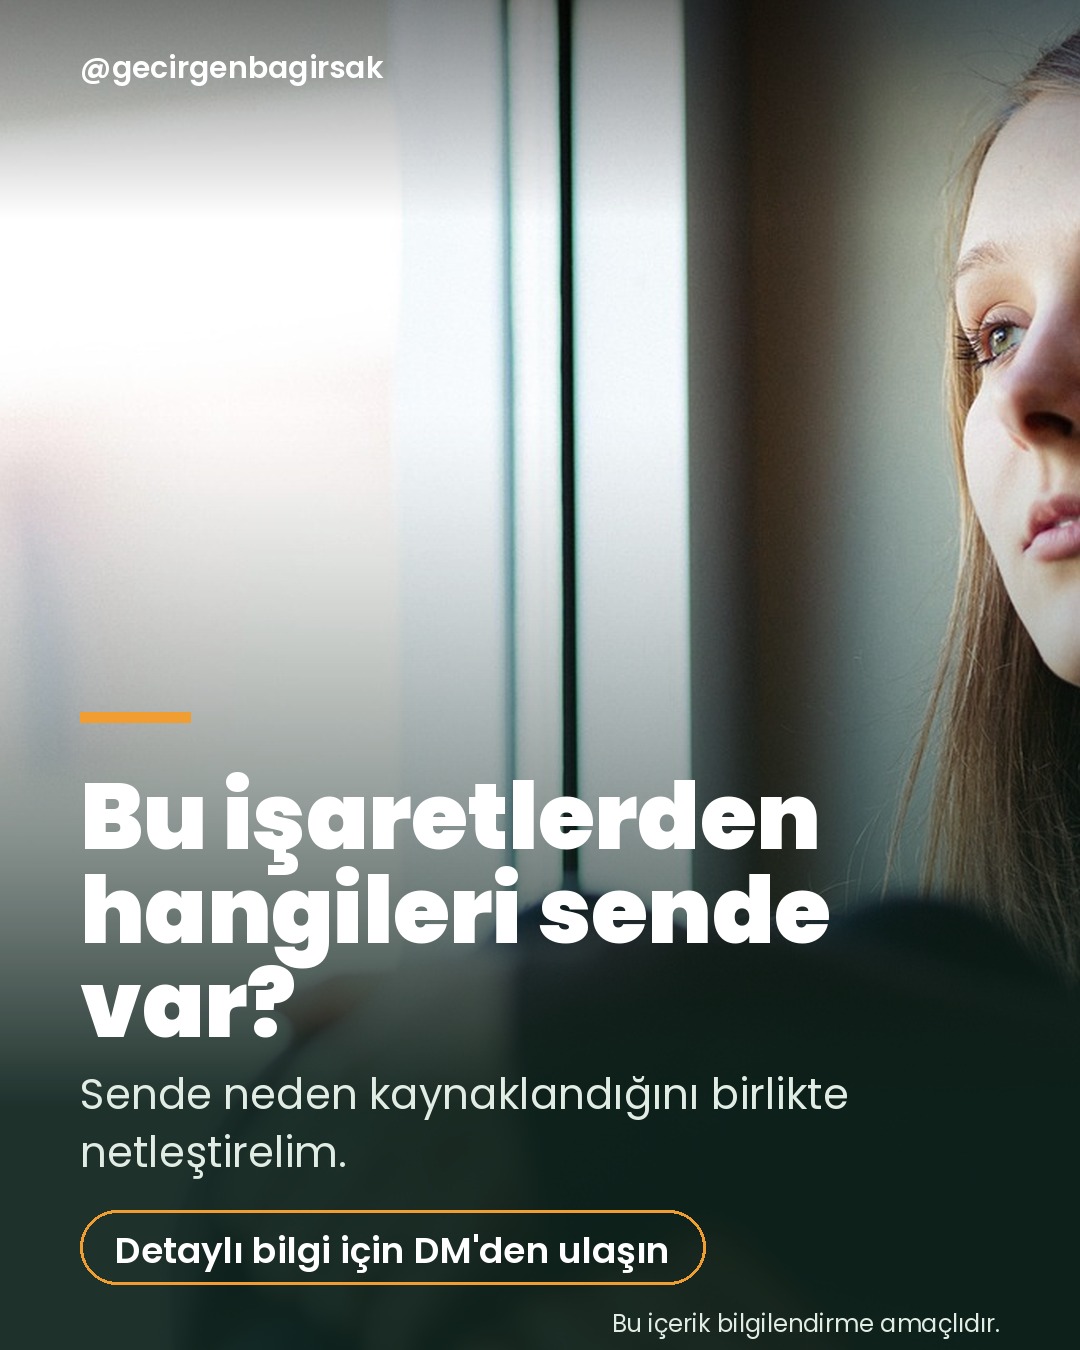 @gecirgenbagirsak
Bu işaretlerden
hangileri sende
var?
Sende neden kaynaklandığını birlikte
netleştirelim.
Detaylı bilgi için DM'den ulaşın
Bu içerik bilgilendirme amaçlıdır.